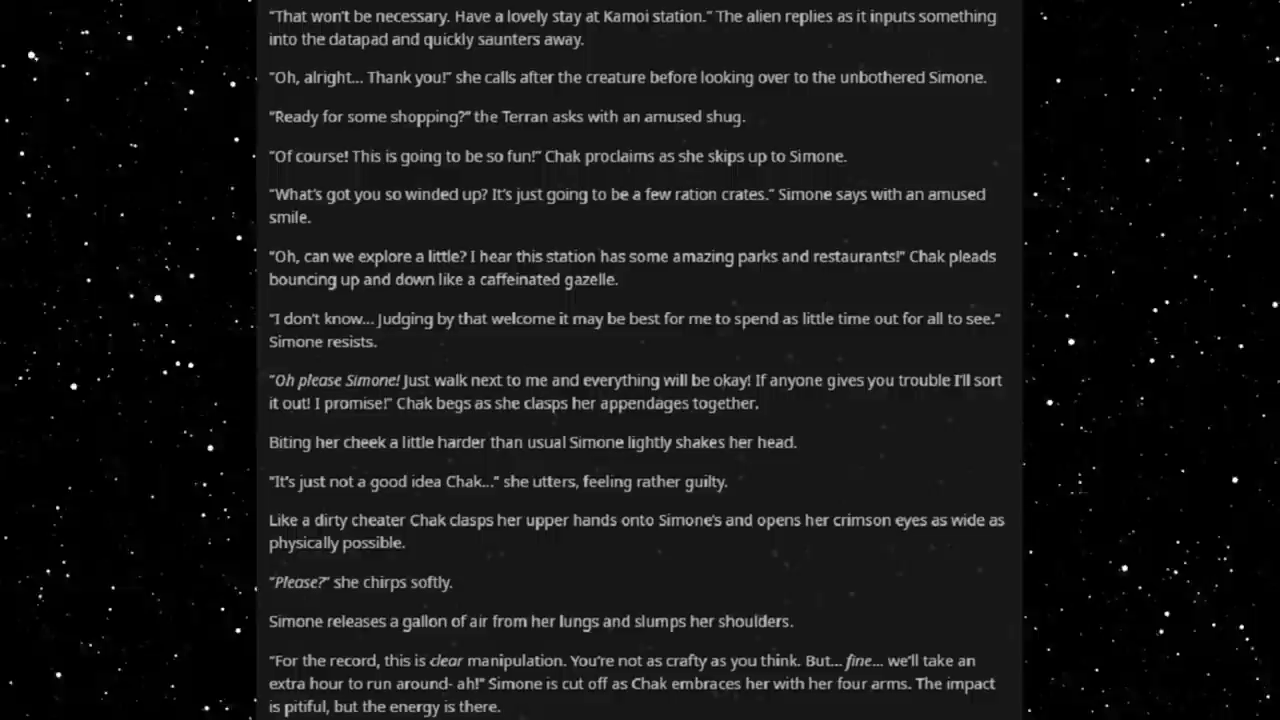 “That won’t be necessary. Have a lovely stay at Kamoi station.” The alien replies as it inputs something
into the datapad and quickly saunters away.
“Oh, alright... Thank you!” she calls after the creature before looking over to the unbothered Simone.
“Ready for some shopping?” the Terran asks with an amused shug.
“Of course! This is going to be so fun!” Chak proclaims as she skips up to Simone.
“What’s got you so winded up? It’s just going to be a few ration crates.” Simone says with an amused
smile.
“Oh, can we explore a little? I hear this station has some amazing parks and restaurants!” Chak pleads
bouncing up and down like a caffeinated gazelle.
“I don’t know... Judging by that welcome it may be best for me to spend as little time out for all to see.”
Simone resists.
“Oh please Simone! Just walk next to me and everything will be okay! If anyone gives you trouble I’ll sort
it out! I promise!” Chak begs as she clasps her appendages together.
Biting her cheek a little harder than usual Simone lightly shakes her head.
“It’s just not a good idea Chak...” she utters, feeling rather guilty.
Like a dirty cheater Chak clasps her upper hands onto Simone’s and opens her crimson eyes as wide as
physically possible.
“Please?” she chirps softly.
Simone releases a gallon of air from her lungs and slumps her shoulders.
“For the record, this is clear manipulation. You’re not as crafty as you think. But... fine... we’ll take an
extra hour to run around- ah!” Simone is cut off as Chak embraces her with her four arms. The impact
is pitiful, but the energy is there.